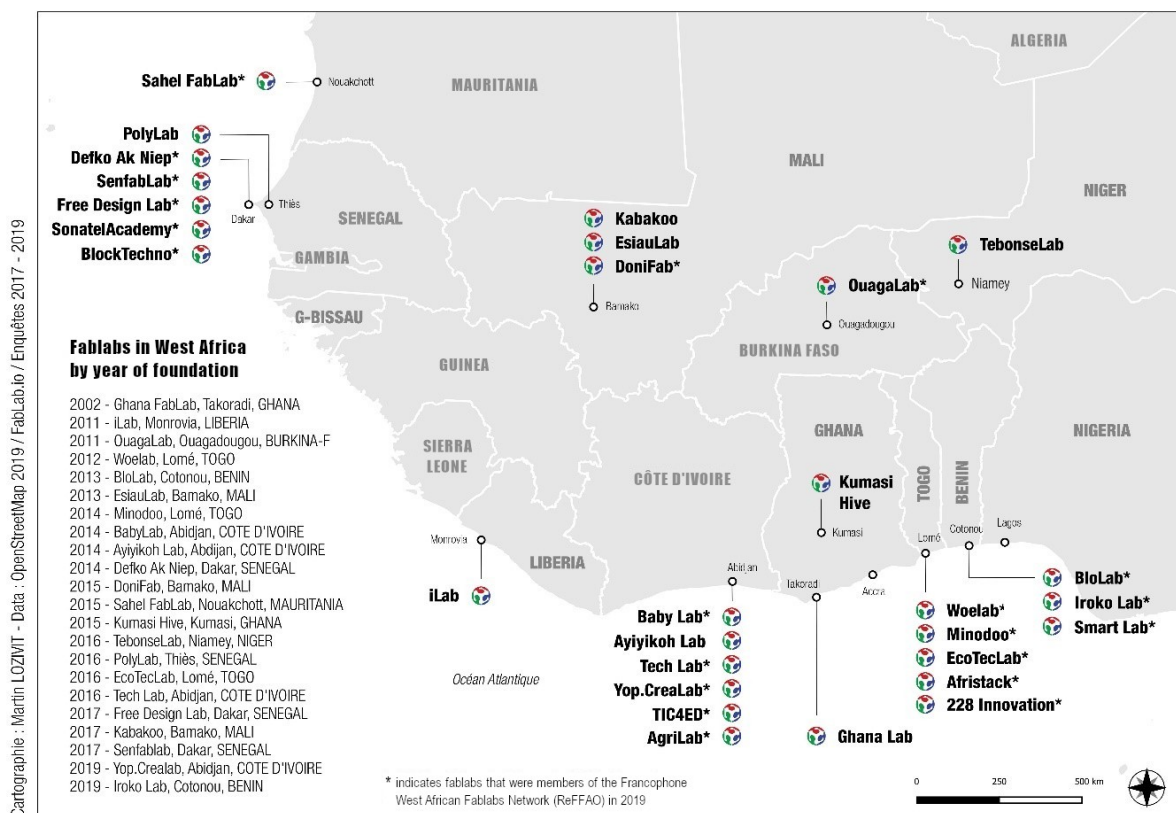 ALGERIA
Sahel FabLab*
Nouakchott
MAURITANIA
PolyLab
Defko Ak Niep*
SenfabLab*
Free Design Lab*
SonatelAcademy*
BlockTechno*
Dakar
Thiès
SENEGAL
GAMBIA
G-BISSAU
MALI
NIGER
Kabakoo
EsiauLab
DoniFab*
Bamako
TebonseLab
Niamey
OuagaLab*
Ouagadougou
BURKINA FASO
GUINEA
SIERRA
LEONE
CÔTE D'IVOIRE
GHANA
TOGO
BENIN
NIGERIA
Kumasi
Hive
Kumasi
Monrovia
LIBERIA
iLab
Abidjan
Takoradi
Accra
Lomé
Cotonou
Lagos
Baby Lab*
Ayiyikoh Lab
Tech Lab*
Yop.CreaLab*
TIC4ED*
AgriLab*
Ghana Lab
Woelab*
Minodoo*
EcoTecLab*
Afristack*
228 Innovation*
BloLab*
Iroko Lab*
Smart Lab*
Océan Atlantique
Fablabs in West Africa
by year of foundation
2002 - Ghana FabLab, Takoradi, GHANA
2011 - iLab, Monrovia, LIBERIA
2011 - OuagaLab, Ouagadougou, BURKINA-F
2012 - Woelab, Lomé, TOGO
2013 - BloLab, Cotonou, BENIN
2013 - EsiauLab, Bamako, MALI
2014 - Minodoo, Lomé, TOGO
2014 - BabyLab, Abidjan, COTE D'IVOIRE
2014 - Ayiyikoh Lab, Abdijan, COTE D'IVOIRE
2014 - Defko Ak Niep, Dakar, SENEGAL
2015 - DoniFab, Bamako, MALI
2015 - Sahel FabLab, Nouakchott, MAURITANIA
2015 - Kumasi Hive, Kumasi, GHANA
2016 - TebonseLab, Niamey, NIGER
2016 - PolyLab, Thiès, SENEGAL
2016 - EcoTecLab, Lomé, TOGO
2016 - Tech Lab, Abidjan, COTE D'IVOIRE
2017 - Free Design Lab, Dakar, SENEGAL
2017 - Kabakoo, Bamako, MALI
2017 - Senfablab, Dakar, SENEGAL
2019 - Yop.Crealab, Abidjan, COTE D'IVOIRE
2019 - Iroko Lab, Cotonou, BENIN
* indicates fablabs that were members of the Francophone
West African Fablabs Network (ReFFAO) in 2019
0 250 500 km
Cartographie : Martin LOZIVIT - Data : OpenStreetMap 2019 / FabLab.io / Enquêtes 2017 - 2019